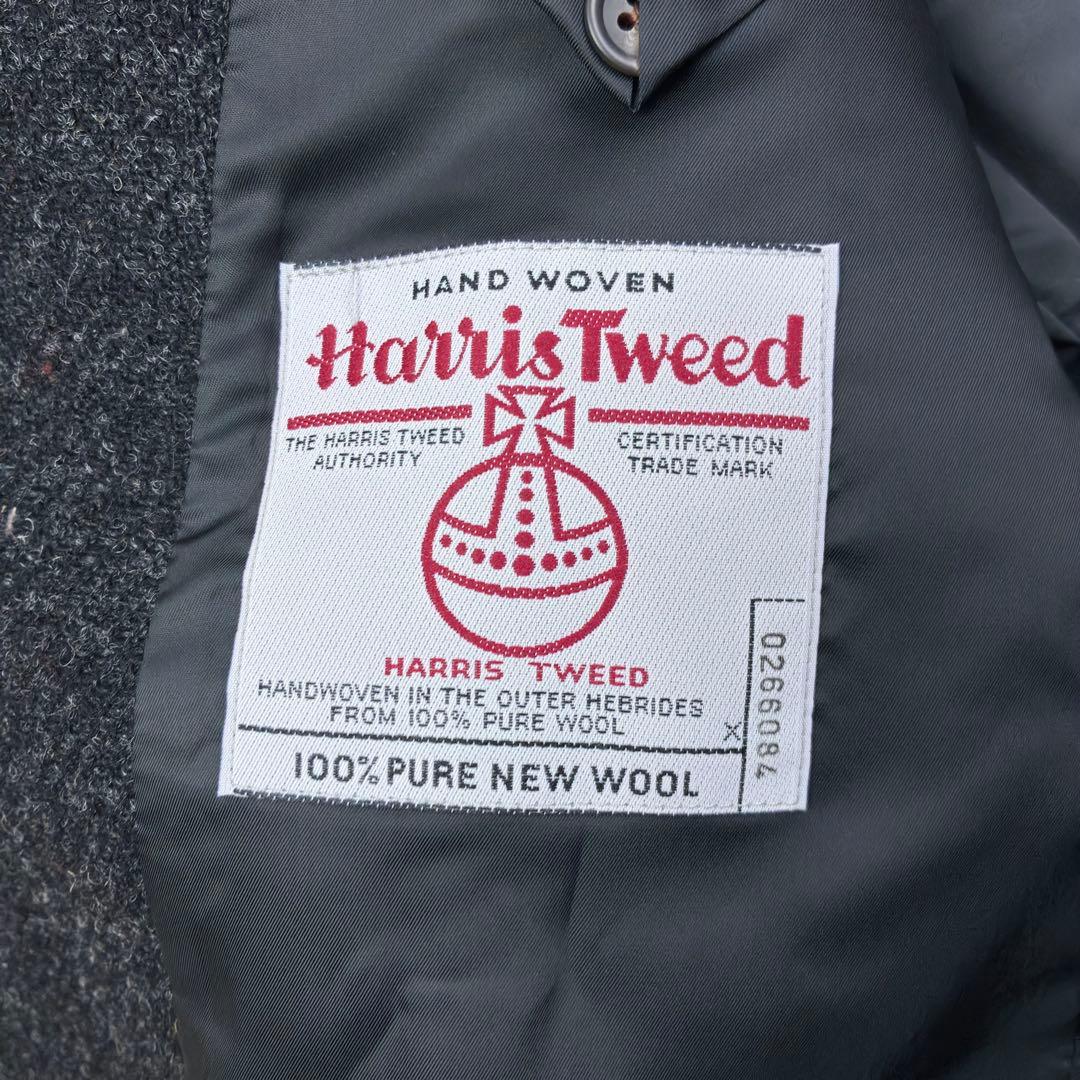 HAND WOVEN
Harris Tweed
THE HARRIS TWEED
AUTHORITY
CERTIFICATION
TRADE MARK
HARRIS TWEED
HANDWOVEN IN THE OUTER HEBRIDES
FROM 100% PURE WOOL
X
100% PURE NEW WOOL
0266084